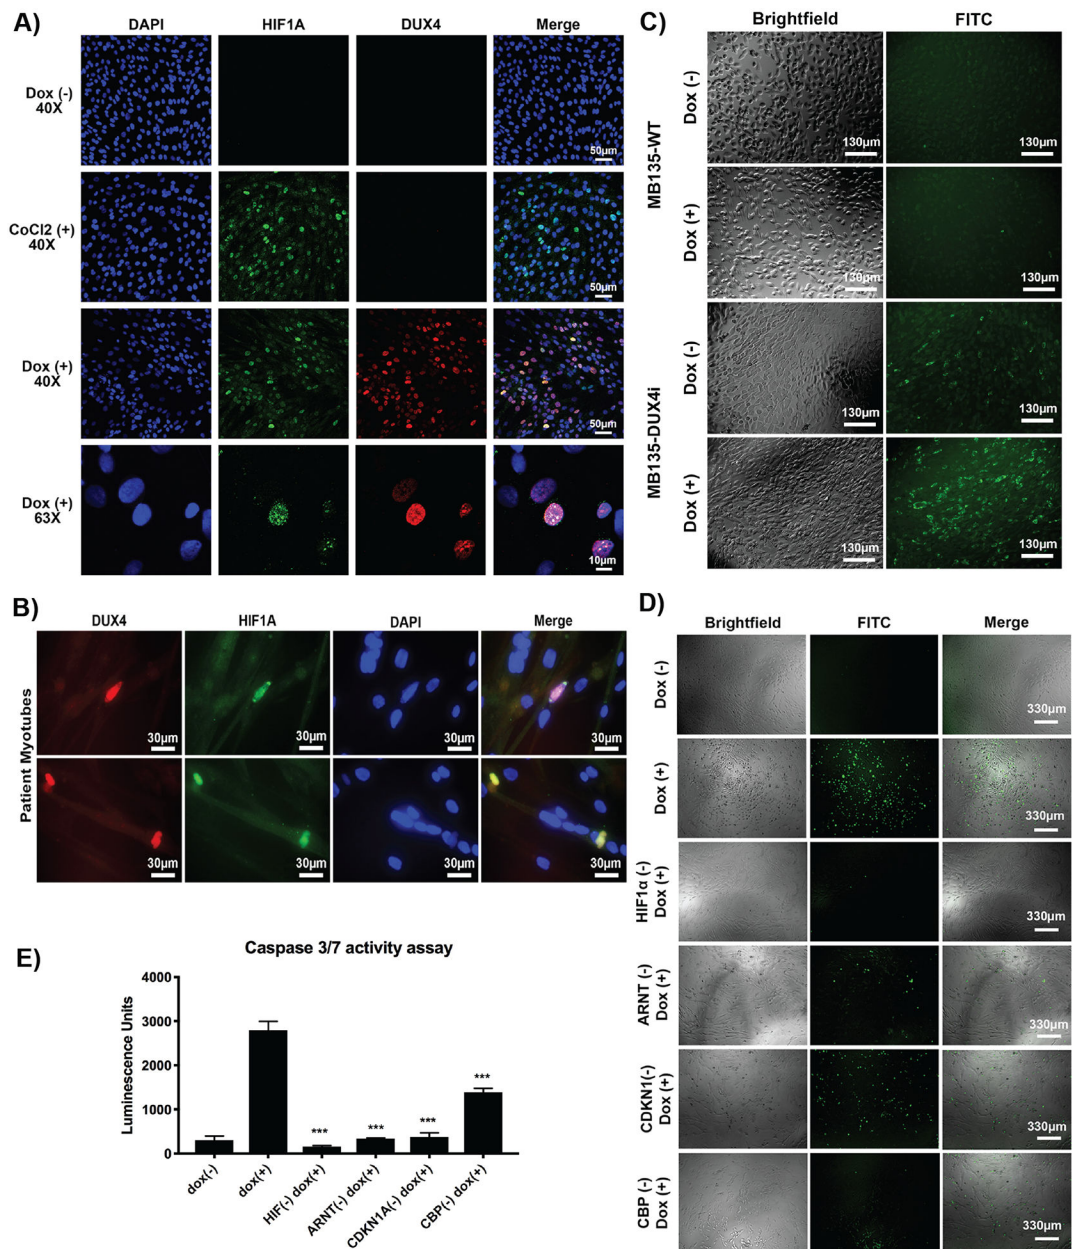 A)
DAPI HIF1A DUX4 Merge
Dox (-)
40X
50µm
CoCl2 (+)
40X
50µm
Dox (+)
40X
50µm
Dox (+)
63X
10µm
B)
DUX4 HIF1A DAPI Merge
Patient Myotubes
30µm 30µm 30µm 30µm
30µm 30µm 30µm 30µm
C)
Brightfield FITC
MB135-WT
Dox (-)
130µm 130µm
Dox (+)
130µm 130µm
MB135-DUX4i
Dox (-)
130µm 130µm
Dox (+)
130µm 130µm
D)
Brightfield FITC Merge
Dox (-)
330µm
Dox (+)
330µm
HIF1α (-)
Dox (+)
330µm
ARNT (-)
Dox (+)
330µm
CDKN1(-)
Dox (+)
330µm
CBP (-)
Dox (+)
330µm
E)
Caspase 3/7 activity assay
Luminescence Units
4000
3000
2000
1000
0
*** *** *** ***
dox(-) dox(+) HIF(-) dox(+) ARNT(-) dox(+) CDKN1A(-) dox(+) CBP(-) dox(+)